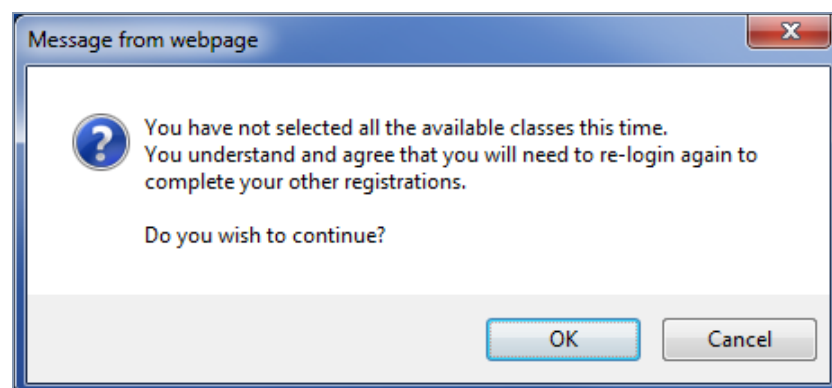 Message from webpage
You have not selected all the available classes this time.
You understand and agree that you will need to re-login again to
complete your other registrations.
Do you wish to continue?
OK
Cancel